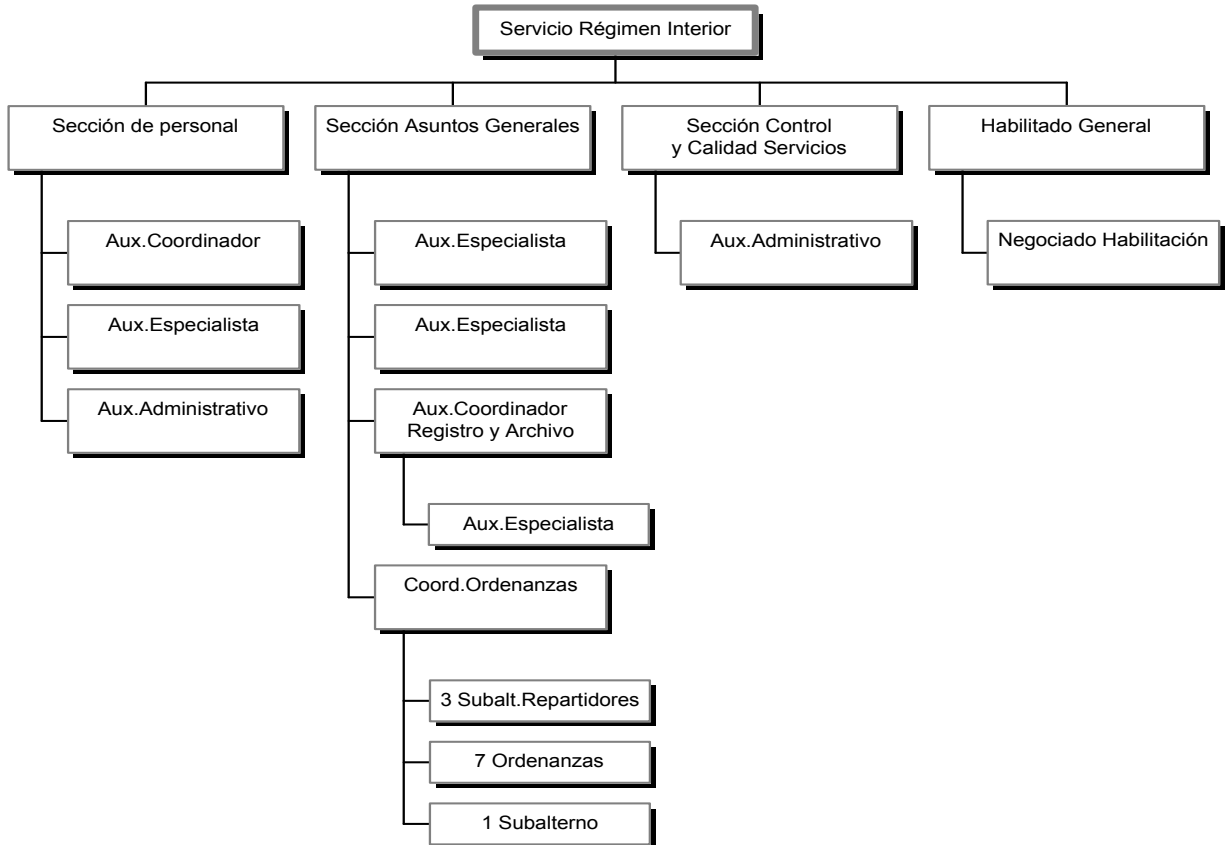 Servicio Régimen Interior
Sección de personal
Sección Asuntos Generales
Sección Control
y Calidad Servicios
Habilitado General
Aux.Coordinador
Aux.Especialista
Aux.Administrativo
Aux.Especialista
Aux.Especialista
Aux.Coordinador
Registro y Archivo
Aux.Especialista
Coord.Ordenanzas
3 Subalt.Repartidores
7 Ordenanzas
1 Subalterno
Aux.Administrativo
Negociado Habilitación